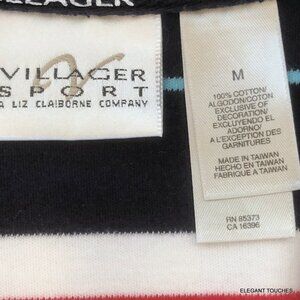 VILLAGER
VILLAGER
SPORT
A LIZ CLAIBORNE COMPANY
M
100% COTTON/
ALGODON/COTON
EXCLUSIVE OF
DECORATION/
EXCLUYENDO EL
ADORNO/
A L'EXCEPTION DES
GARNITURES
MADE IN TAIWAN
HECHO EN TAIWAN
FABRIQUE A TAIWAN
RN 85373
CA 16396
ELEGANT TOUCHES